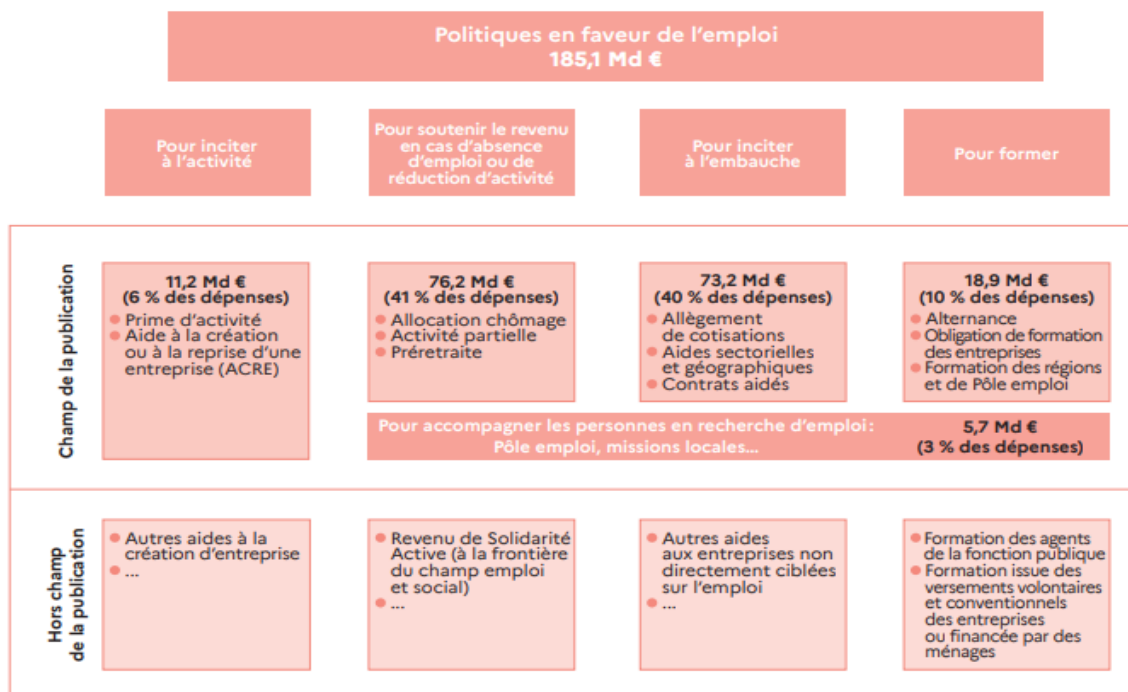 Politiques en faveur de l'emploi
185,1 Md €
Pour inciter
à l'activité
Pour soutenir le revenu
en cas d'absence
d'emploi ou de
réduction d'activité
Pour inciter
à l'embauche
Pour former
Champ de la publication
11,2 Md €
(6 % des dépenses)
• Prime d'activité
• Aide à la création
ou à la reprise d'une
entreprise (ACRE)
76,2 Md €
(41 % des dépenses)
• Allocation chômage
• Activité partielle
• Préretraite
73,2 Md €
(40 % des dépenses)
• Allègement
de cotisations
• Aides sectorielles
et géographiques
• Contrats aidés
18,9 Md €
(10 % des dépenses)
• Alternance
• Obligation de formation
des entreprises
• Formation des régions
et de Pôle emploi
Pour accompagner les personnes en recherche d'emploi :
Pôle emploi, missions locales...
5,7 Md €
(3 % des dépenses)
Hors champ
de la publication
• Autres aides à la
création d'entreprise
• ...
• Revenu de Solidarité
Active (à la frontière
du champ emploi
et social)
• ...
• Autres aides
aux entreprises non
directement ciblées
sur l'emploi
• ...
• Formation des agents
de la fonction publique
• Formation issue des
versements volontaires
et conventionnels
des entreprises
ou financée par des
ménages